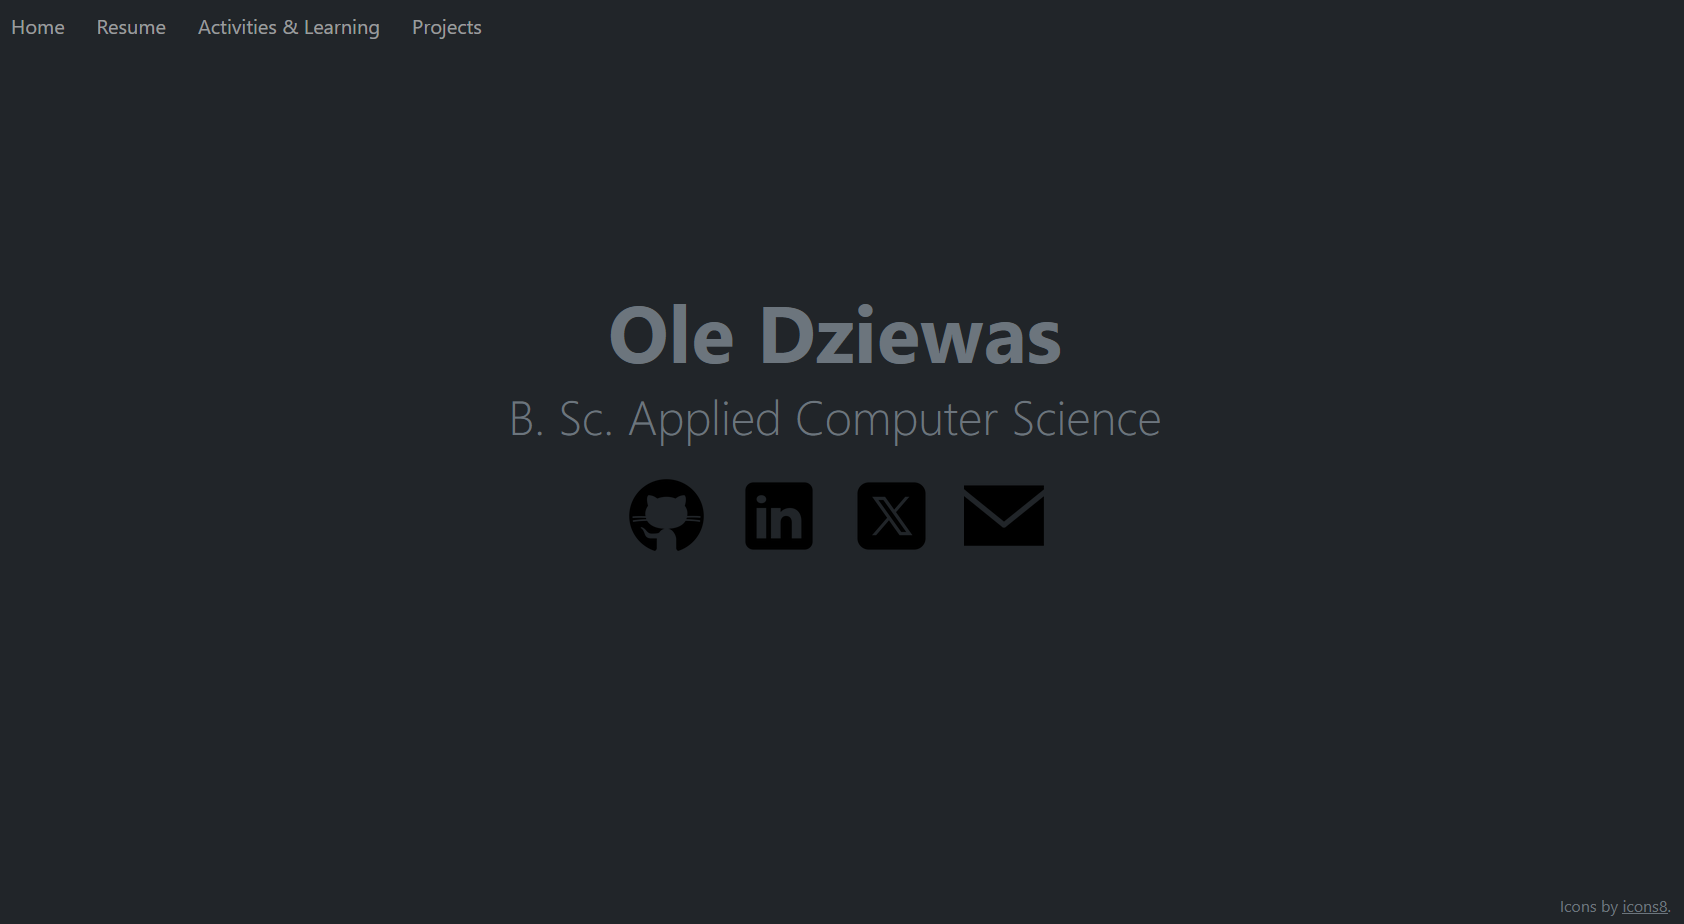 Home Resume Activities & Learning Projects
Ole Dziewas
B. Sc. Applied Computer Science
in X
Icons by icons8.